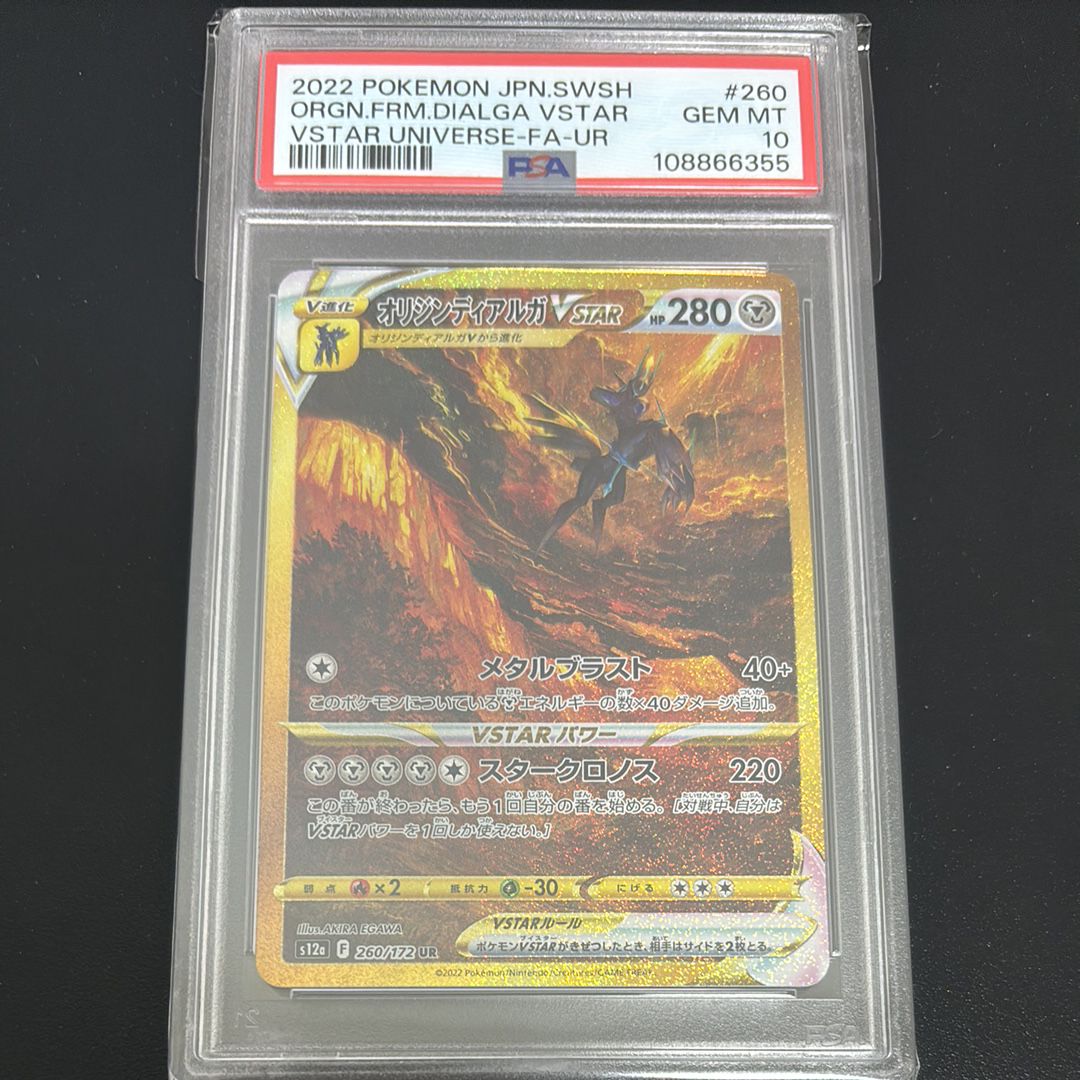 2022 POKEMON JPN.SWSH #260
ORGN.FRM.DIALGA VSTAR GEM MT
VSTAR UNIVERSE-FA-UR 10
PSA 108866355
V進化 オリジンディアルガVSTAR HP 280
オリジンディアルガVから進化
メタルブラスト 40+
このポケモンについているエネルギーの数×40ダメージ追加。
VSTARパワー
スタークロノス 220
この番が終わったら、もう1回自分の番を始める。[対戦中、自分は
VSTARパワーを1回しか使えない。]
弱点 ×2 抵抗力 -30 にげる
Illus. AKIRA EGAWA
VSTARルール
ポケモンVSTARがきぜつしたとき、相手はサイドを2枚とる。
s12a F 260/172 UR
©2022 Pokémon/Nintendo/Creatures/GAME FREAK
PSA